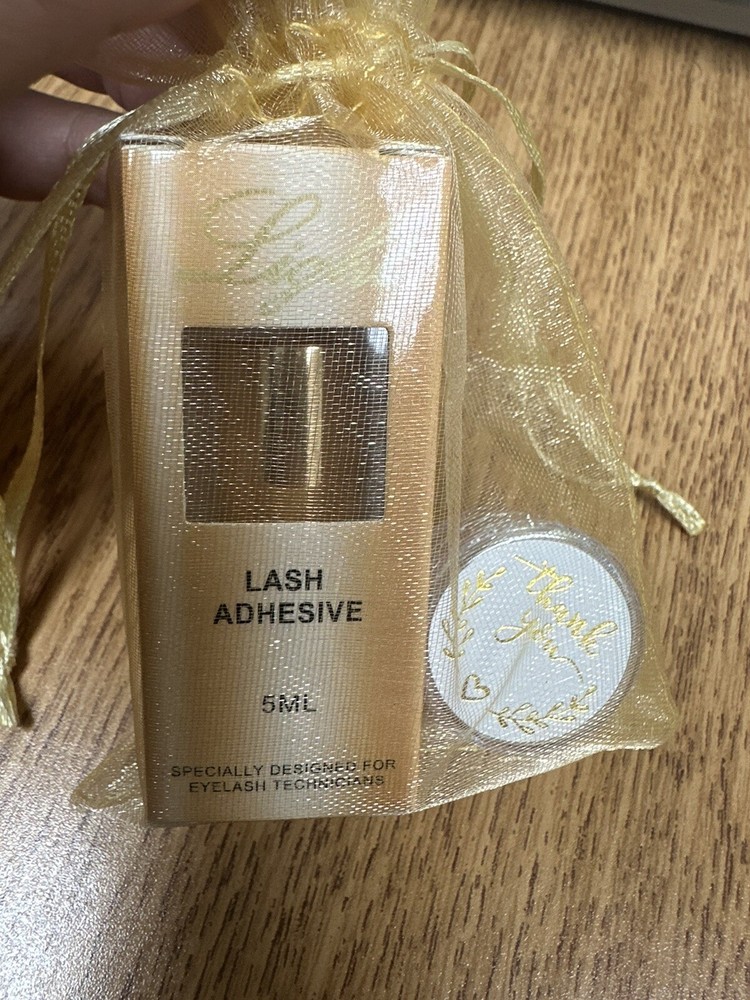 LASH
ADHESIVE
5ML
SPECIALLY DESIGNED FOR
EYELASH TECHNICIANS
thank
you